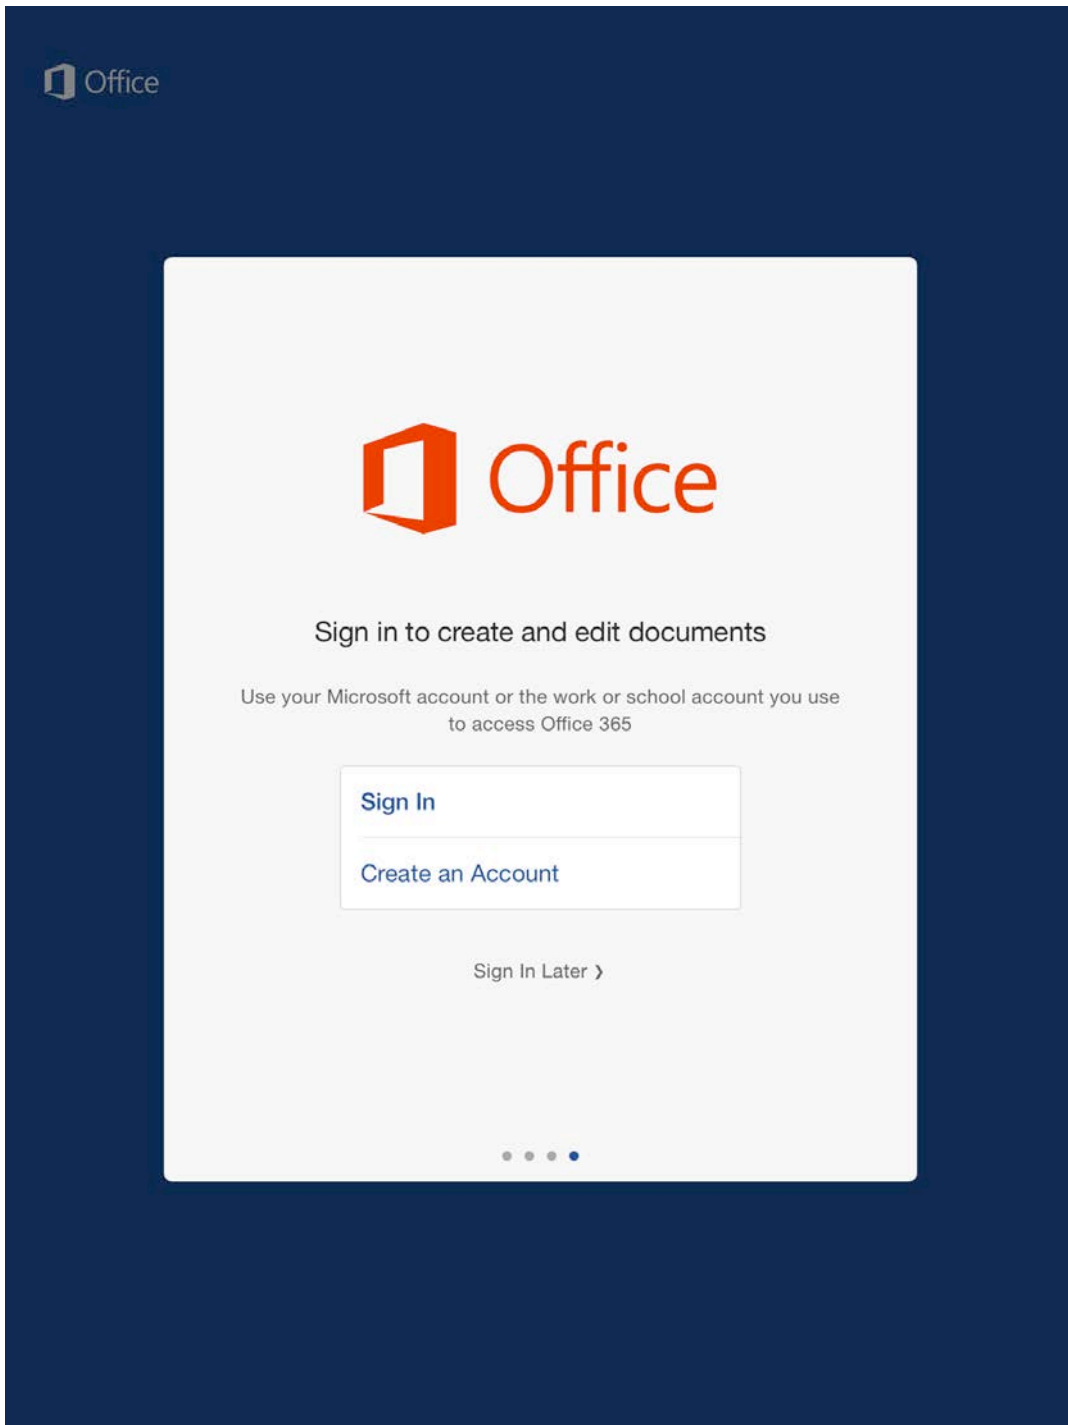 Office
Office
Sign in to create and edit documents
Use your Microsoft account or the work or school account you use
to access Office 365
Sign In
Create an Account
Sign In Later ❯